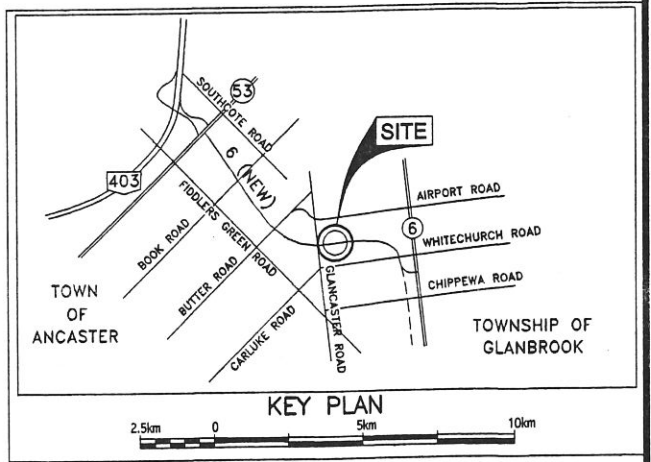 53
SOUTHCOTE ROAD
SITE
6 (NEW)
403
AIRPORT ROAD
FIDDLERS GREEN ROAD
6
BOOK ROAD
WHITECHURCH ROAD
BUTTER ROAD
GLANCASTER ROAD
CHIPPEWA ROAD
TOWN
OF
ANCASTER
CARLUKE ROAD
TOWNSHIP OF
GLANBROOK
KEY PLAN
2.5km 0 5km 10km